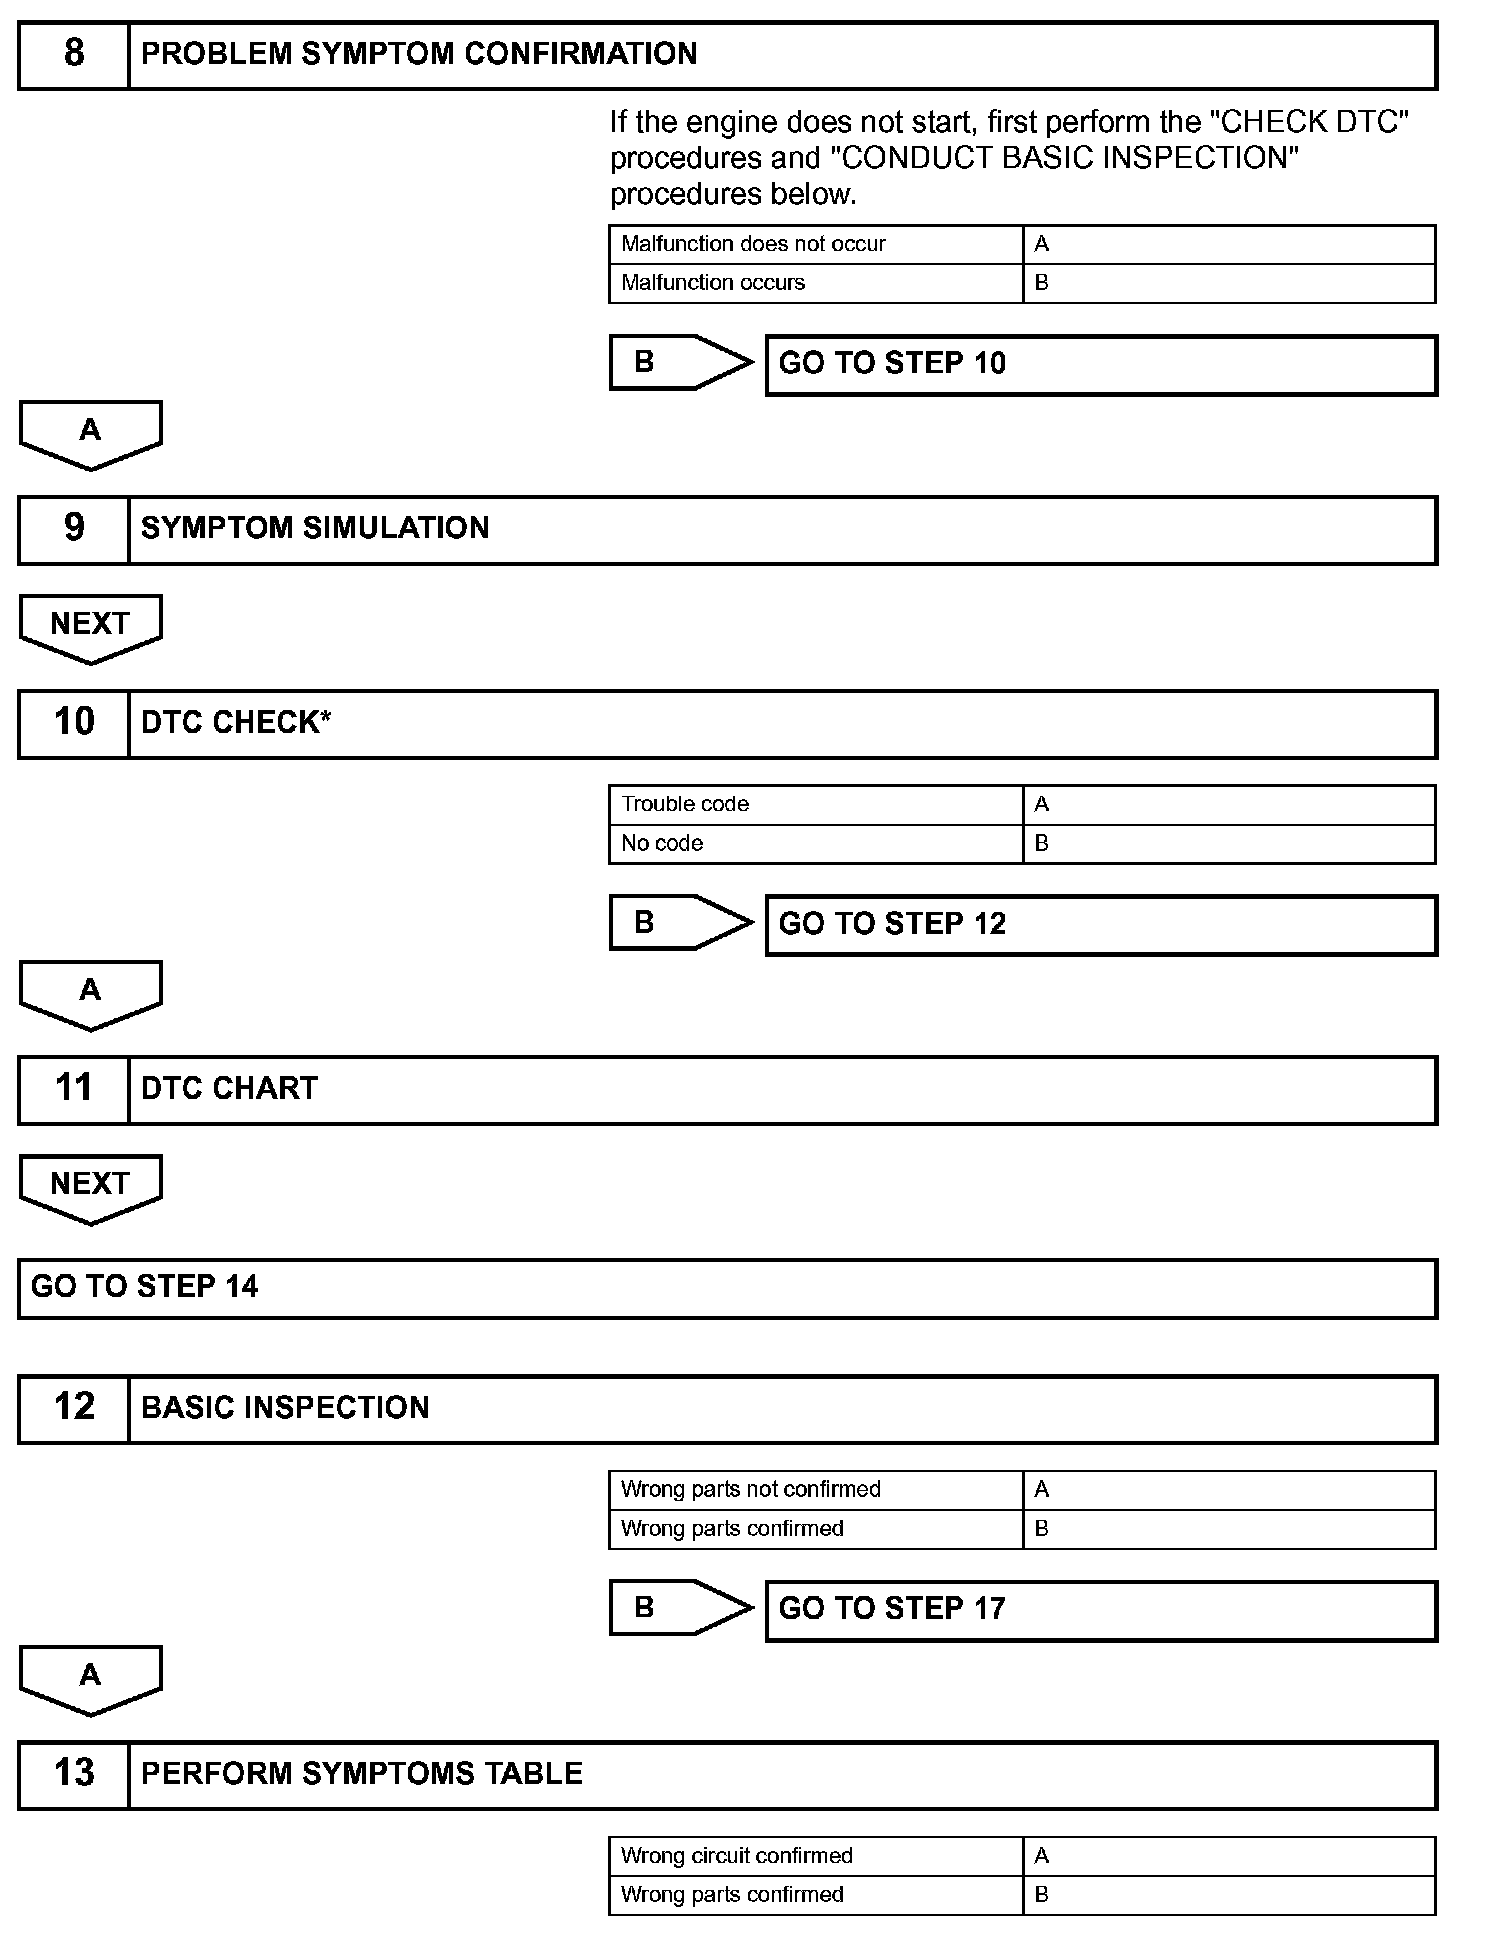 8 PROBLEM SYMPTOM CONFIRMATION
If the engine does not start, first perform the "CHECK DTC"
procedures and "CONDUCT BASIC INSPECTION"
procedures below.
Malfunction does not occur A
Malfunction occurs B
B GO TO STEP 10
A
9 SYMPTOM SIMULATION
NEXT
10 DTC CHECK*
Trouble code A
No code B
B GO TO STEP 12
A
11 DTC CHART
NEXT
GO TO STEP 14
12 BASIC INSPECTION
Wrong parts not confirmed A
Wrong parts confirmed B
B GO TO STEP 17
A
13 PERFORM SYMPTOMS TABLE
Wrong circuit confirmed A
Wrong parts confirmed B